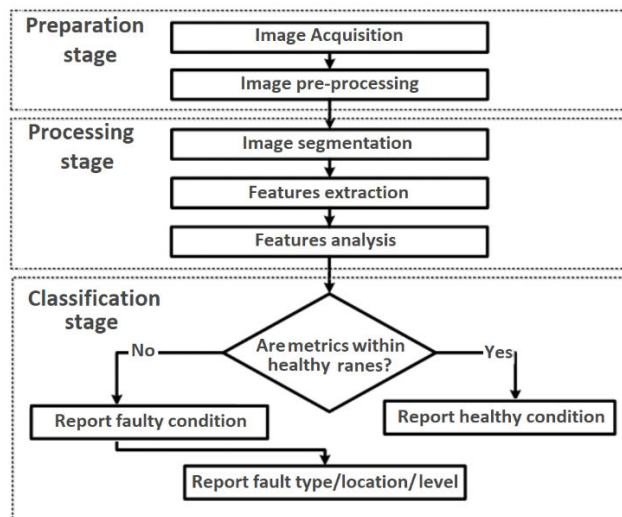 Preparation
stage
Image Acquisition
Image pre-processing
Processing
stage
Image segmentation
Features extraction
Features analysis
Classification
stage
Are metrics within
healthy ranes?
No
Yes
Report faulty condition
Report healthy condition
Report fault type/location/level